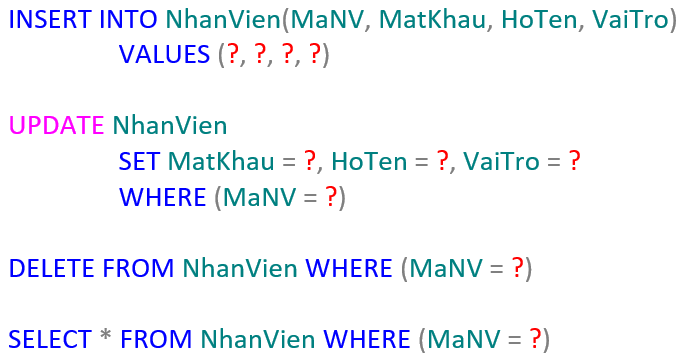 INSERT INTO NhanVien(MaNV, MatKhau, HoTen, VaiTro)
VALUES (?, ?, ?, ?)
UPDATE NhanVien
SET MatKhau = ?, HoTen = ?, VaiTro = ?
WHERE (MaNV = ?)
DELETE FROM NhanVien WHERE (MaNV = ?)
SELECT * FROM NhanVien WHERE (MaNV = ?)